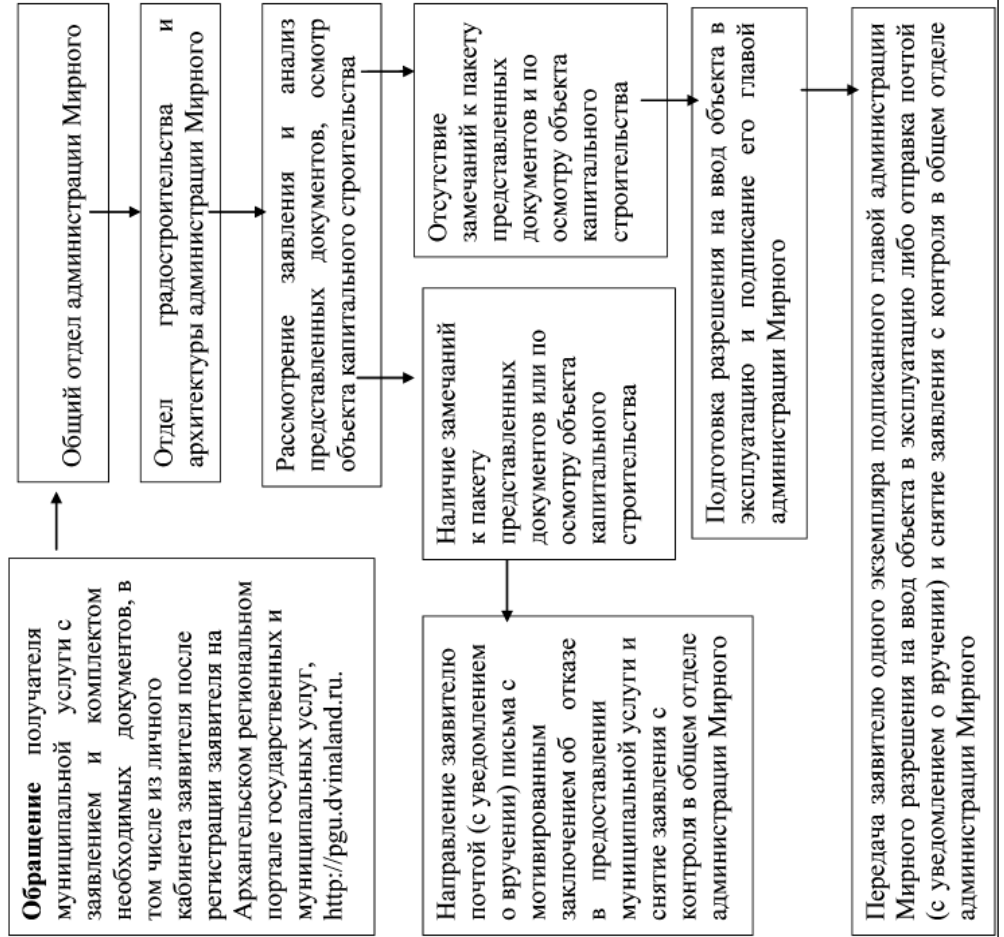 Обращение получателя
муниципальной услуги с
заявлением и комплектом
необходимых документов, в
том числе из личного
кабинета заявителя после
регистрации заявителя на
Архангельском региональном
портале государственных и
муниципальных услуг,
http://pgu.dvinaland.ru.
Общий отдел администрации Мирного
Отдел градостроительства и
архитектуры администрации Мирного
Рассмотрение заявления и анализ
представленных документов, осмотр
объекта капитального строительства
Наличие замечаний
к пакету
представленных
документов или по
осмотру объекта
капитального
строительства
Отсутствие
замечаний к пакету
представленных
документов и по
осмотру объекта
капитального
строительства
Направление заявителю
почтой (с уведомлением
о вручении) письма с
мотивированным
заключением об отказе
в предоставлении
муниципальной услуги и
снятие заявления с
контроля в общем отделе
администрации Мирного
Подготовка разрешения на ввод объекта в
эксплуатацию и подписание его главой
администрации Мирного
Передача заявителю одного экземпляра подписанного главой администрации
Мирного разрешения на ввод объекта в эксплуатацию либо отправка почтой
(с уведомлением о вручении) и снятие заявления с контроля в общем отделе
администрации Мирного